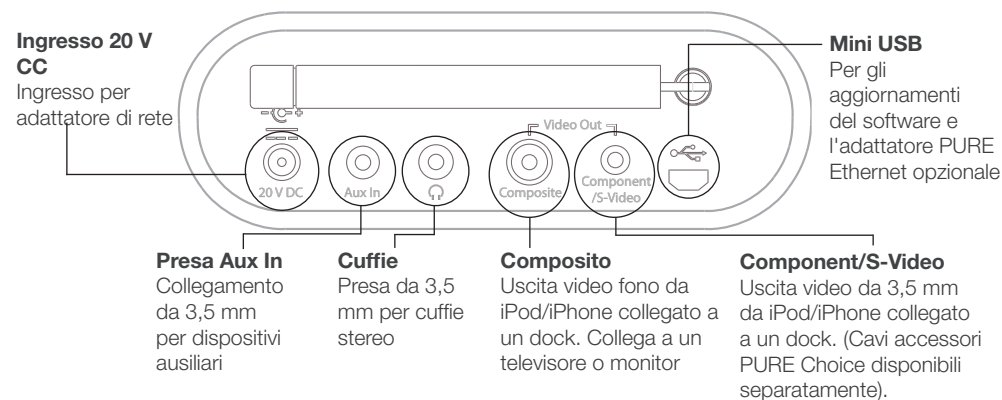 Ingresso 20 V
CC
Ingresso per
adattatore di rete
Mini USB
Per gli
aggiornamenti
del software e
l'adattatore PURE
Ethernet opzionale
Video Out
20 V DC
Aux In
Composite
Component
/S-Video
Presa Aux In
Collegamento
da 3,5 mm
per dispositivi
ausiliari
Cuffie
Presa da 3,5
mm per cuffie
stereo
Composito
Uscita video fono da
iPod/iPhone collegato a
un dock. Collega a un
televisore o monitor
Component/S-Video
Uscita video da 3,5 mm
da iPod/iPhone collegato
a un dock. (Cavi accessori
PURE Choice disponibili
separatamente).